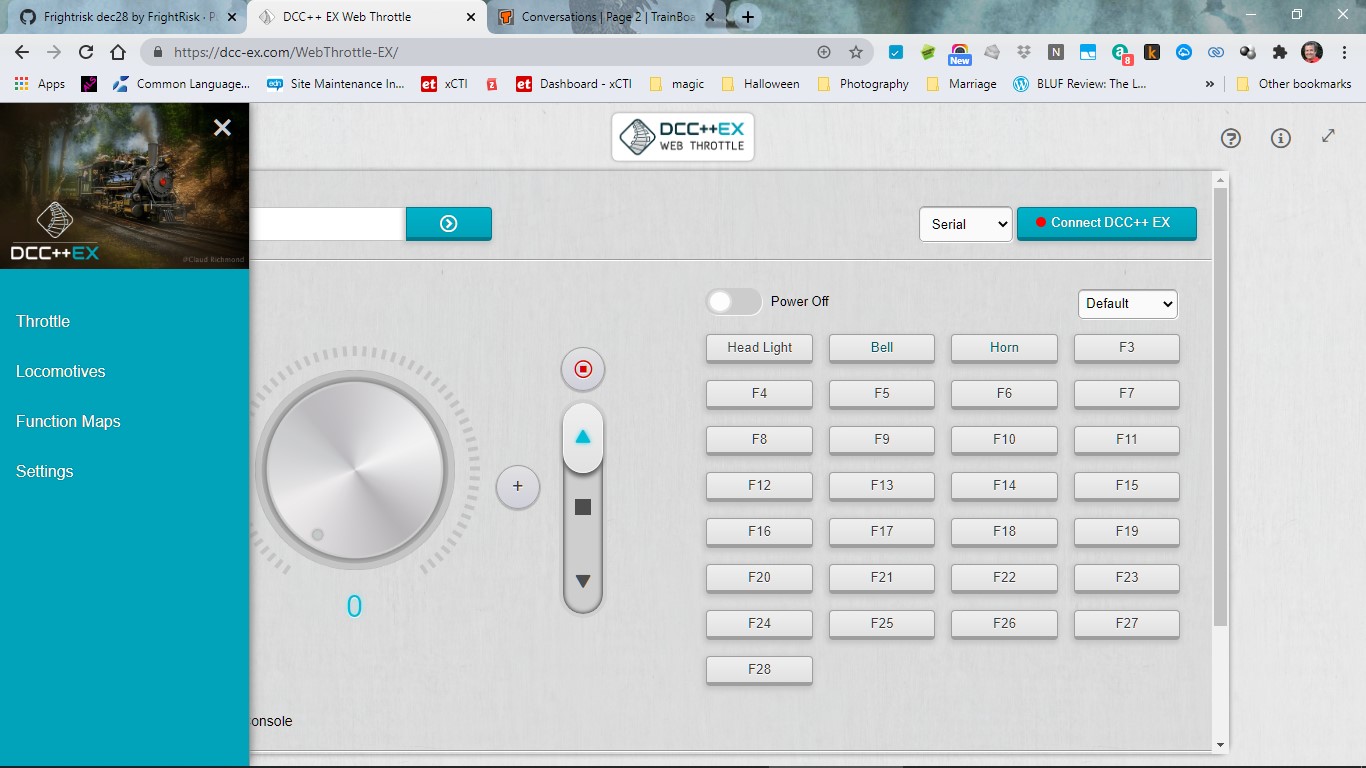 Frightrisk dec28 by FrightRisk · P
DCC++ EX Web Throttle
Conversations | Page 2 | TrainBoa
https://dcc-ex.com/WebThrottle-EX/
New
8
Apps
Common Language...
Site Maintenance In...
et xCTI
et Dashboard - xCTI
magic
Halloween
Photography
Marriage
BLUF Review: The L...
»
Other bookmarks
DCC++EX
@Claud Richmond
Throttle
Locomotives
Function Maps
Settings
DCC++EX
WEB THROTTLE
Serial
Connect DCC++ EX
0
+
Power Off
Default
Head Light Bell Horn F3
F4 F5 F6 F7
F8 F9 F10 F11
F12 F13 F14 F15
F16 F17 F18 F19
F20 F21 F22 F23
F24 F25 F26 F27
F28
onsole